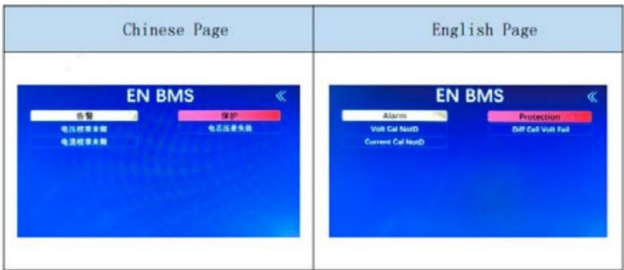 Chinese Page
English Page
EN BMS
告警
保护
电压校准未做
电芯压差失败
电流校准未做
EN BMS
Alarm
Protection
Volt Cal NotD
Diff Cell Volt Fail
Current Cal NotD